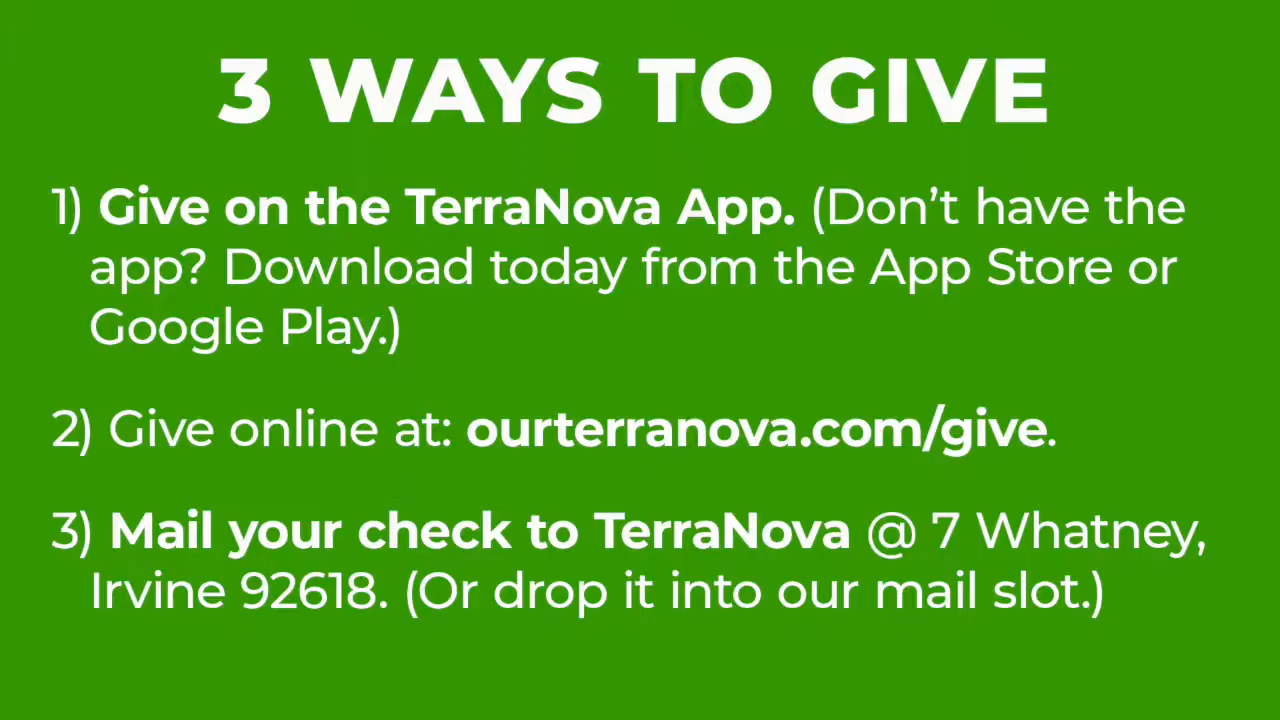 3 WAYS TO GIVE
1) Give on the TerraNova App. (Don’t have the
app? Download today from the App Store or
Google Play.)
2) Give online at: ourterranova.com/give.
3) Mail your check to TerraNova @ 7 Whatney,
Irvine 92618. (Or drop it into our mail slot.)